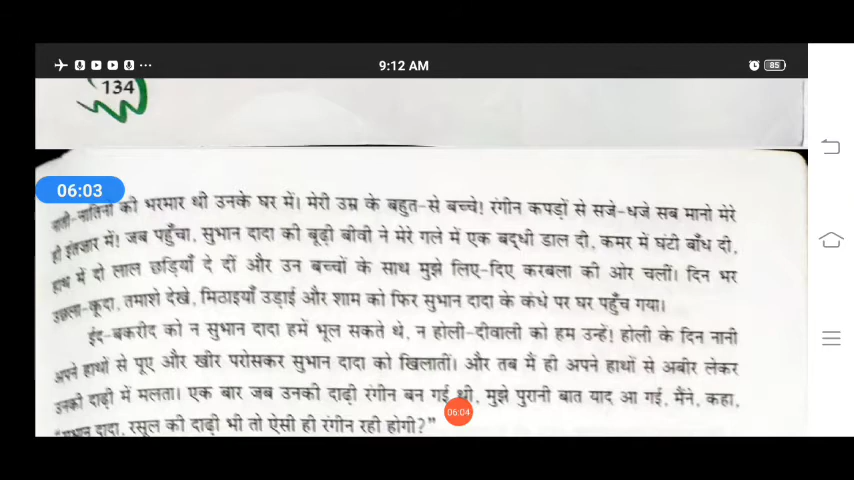 9:12 AM
85
134
06:03
नाती-नातिनों की भरमार थी उनके घर में। मेरी उम्र के बहुत-से बच्चे! रंगीन कपड़ों से सजे-धजे सब मानो मेरे
ही इंतज़ार में! जब पहुँचा, सुभान दादा की बूढ़ी बीवी ने मेरे गले में एक बद्धी डाल दी, कमर में घंटी बाँध दी,
हाथ में दो लाल छड़ियाँ दे दीं और उन बच्चों के साथ मुझे लिए-दिए करबला की ओर चलीं। दिन भर
उछला-कूदा, तमाशे देखे, मिठाइयाँ उड़ाई और शाम को फिर सुभान दादा के कंधे पर घर पहुँच गया।
ईद-बकरीद को न सुभान दादा हमें भूल सकते थे, न होली-दीवाली को हम उन्हें! होली के दिन नानी
अपने हाथों से पूए और खीर परोसकर सुभान दादा को खिलातीं। और तब मैं ही अपने हाथों से अबीर लेकर
उनकी दाढ़ी में मलता। एक बार जब उनकी दाढ़ी रंगीन बन गई थी, मुझे पुरानी बात याद आ गई, मैंने, कहा,
06:04
"सुभान दादा, रसूल की दाढ़ी भी तो ऐसी ही रंगीन रही होगी?"